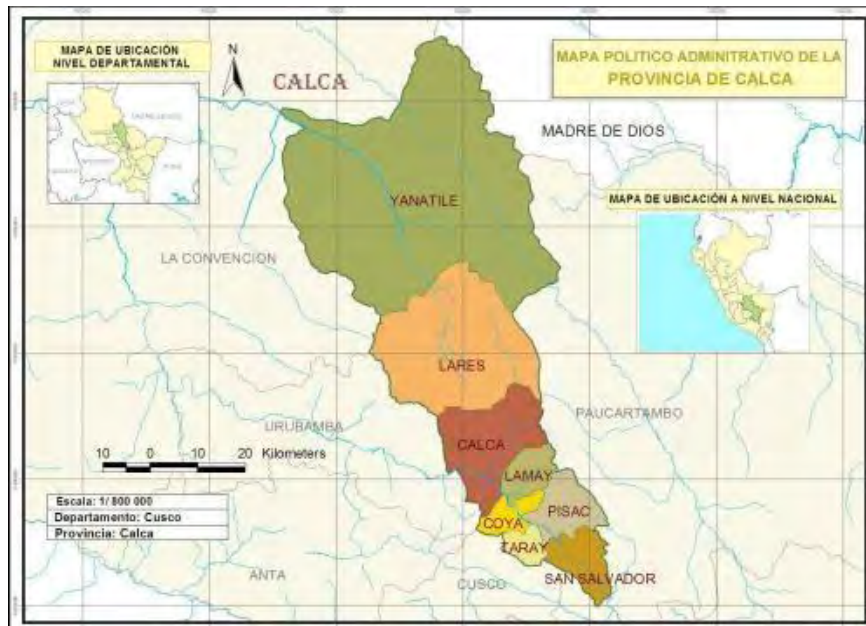 MAPA DE UBICACIÓN
NIVEL DEPARTAMENTAL
N
CALCA
MAPA POLITICO ADMINITRATIVO DE LA
PROVINCIA DE CALCA
MADRE DE DIOS
YANATILE
MAPA DE UBICACIÓN A NIVEL NACIONAL
LA CONVENCION
LARES
PAUCARTAMBO
URUBAMBA
CALCA
10 0 10 20 Kilometers
LAMAY
PISAC
COYA
TARAY
Escala: 1/ 800 000
Departamento: Cusco
Provincia: Calca
ANTA
CUSCO
SAN SALVADOR